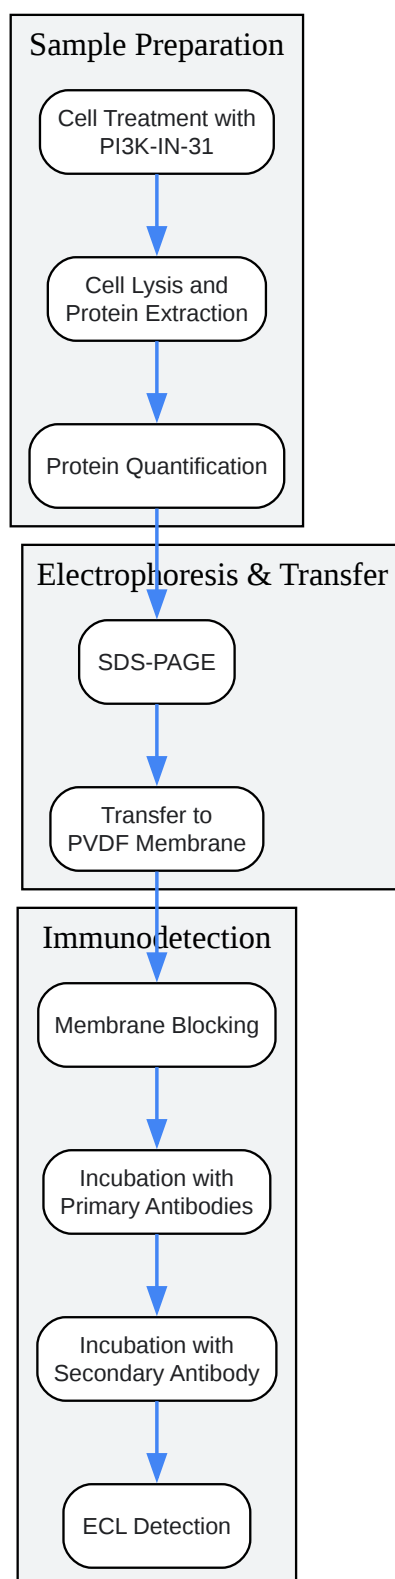 Sample Preparation
Cell Treatment with
PI3K-IN-31
Cell Lysis and
Protein Extraction
Protein Quantification
Electrophoresis & Transfer
SDS-PAGE
Transfer to
PVDF Membrane
Immunodetection
Membrane Blocking
Incubation with
Primary Antibodies
Incubation with
Secondary Antibody
ECL Detection